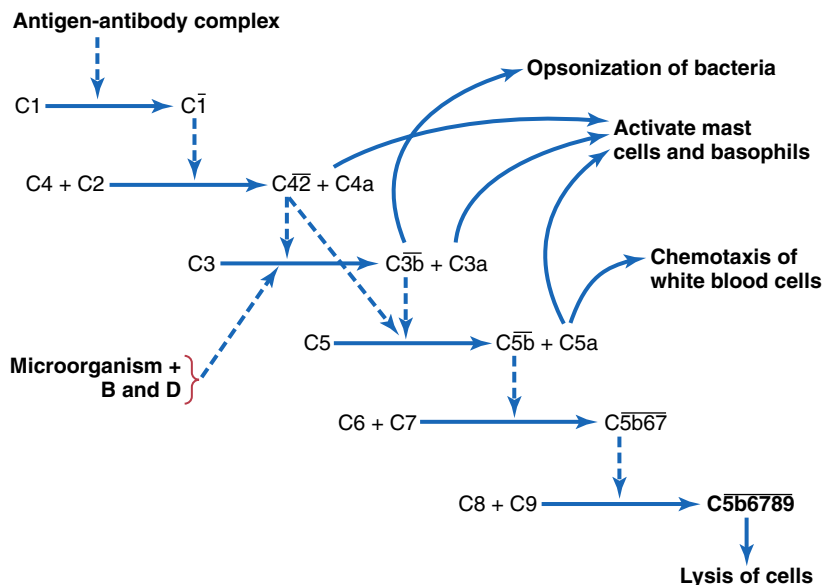 Antigen-antibody complex
Opsonization of bacteria
C1
C1̅
Activate mast
cells and basophils
C4 + C2
C4̅2̅ + C4a
C3
C3̅b̅ + C3a
Chemotaxis of
white blood cells
C5
C5̅b̅ + C5a
Microorganism +
B and D
C6 + C7
C5̅b̅6̅7̅
C8 + C9
C5̅b̅6̅7̅8̅9̅
Lysis of cells